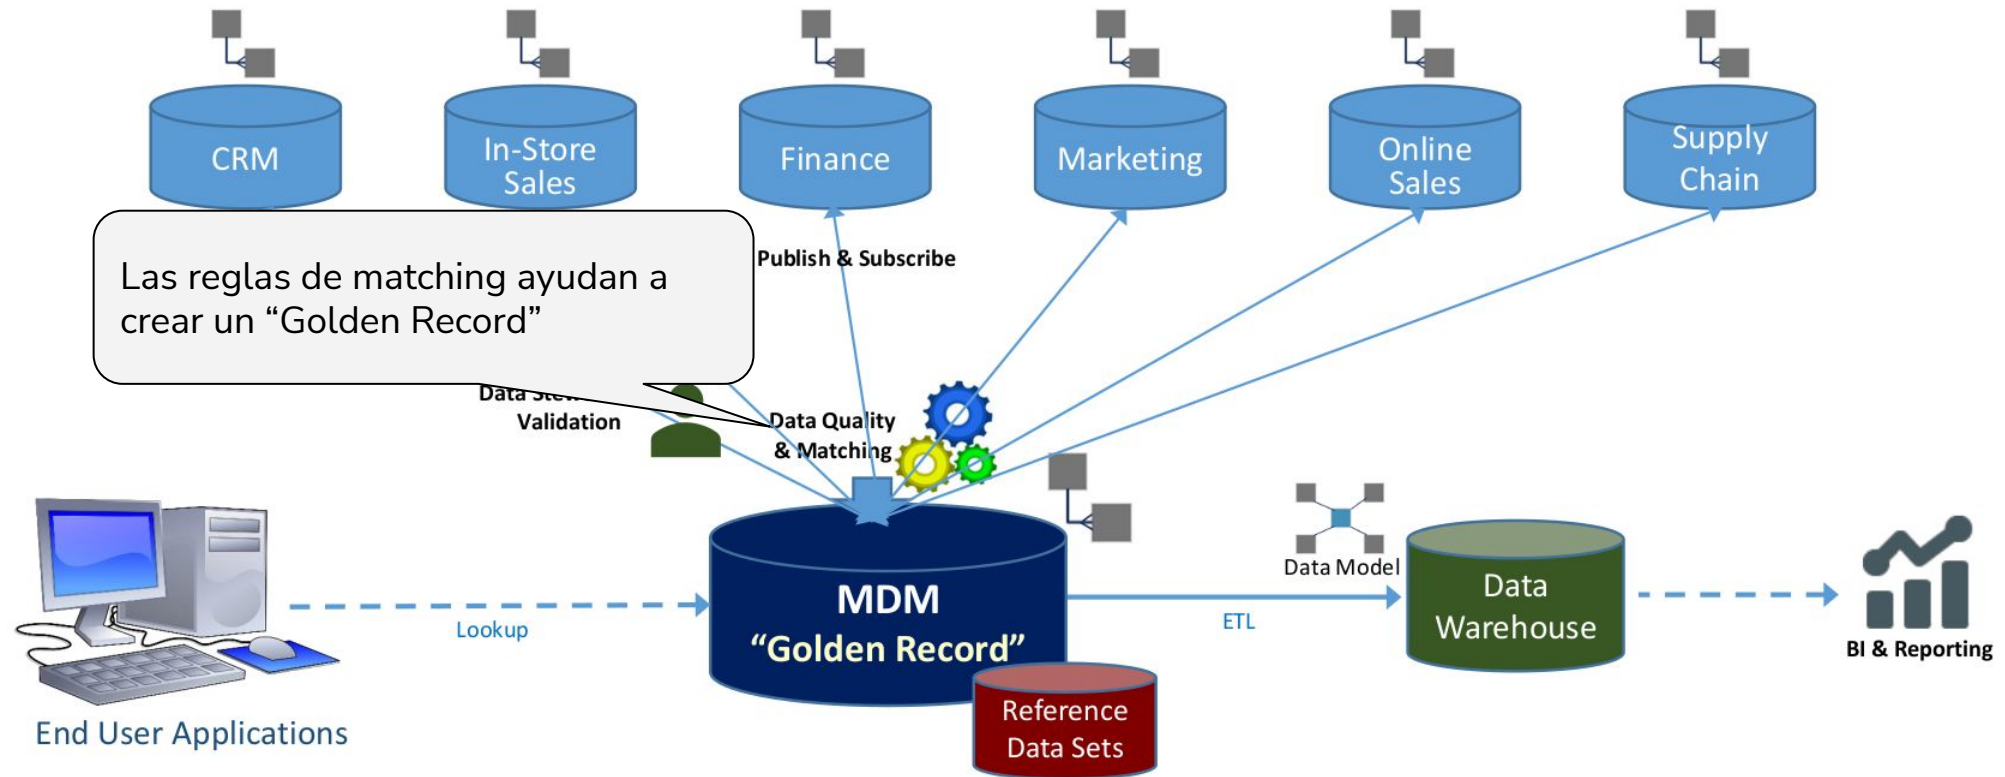 CRM
In-Store
Sales
Finance
Marketing
Online
Sales
Supply
Chain
Publish & Subscribe
Las reglas de matching ayudan a
crear un “Golden Record”
Data
Validation
Data Quality
& Matching
MDM
“Golden Record”
Reference
Data Sets
Lookup
End User Applications
ETL
Data Model
Data
Warehouse
BI & Reporting